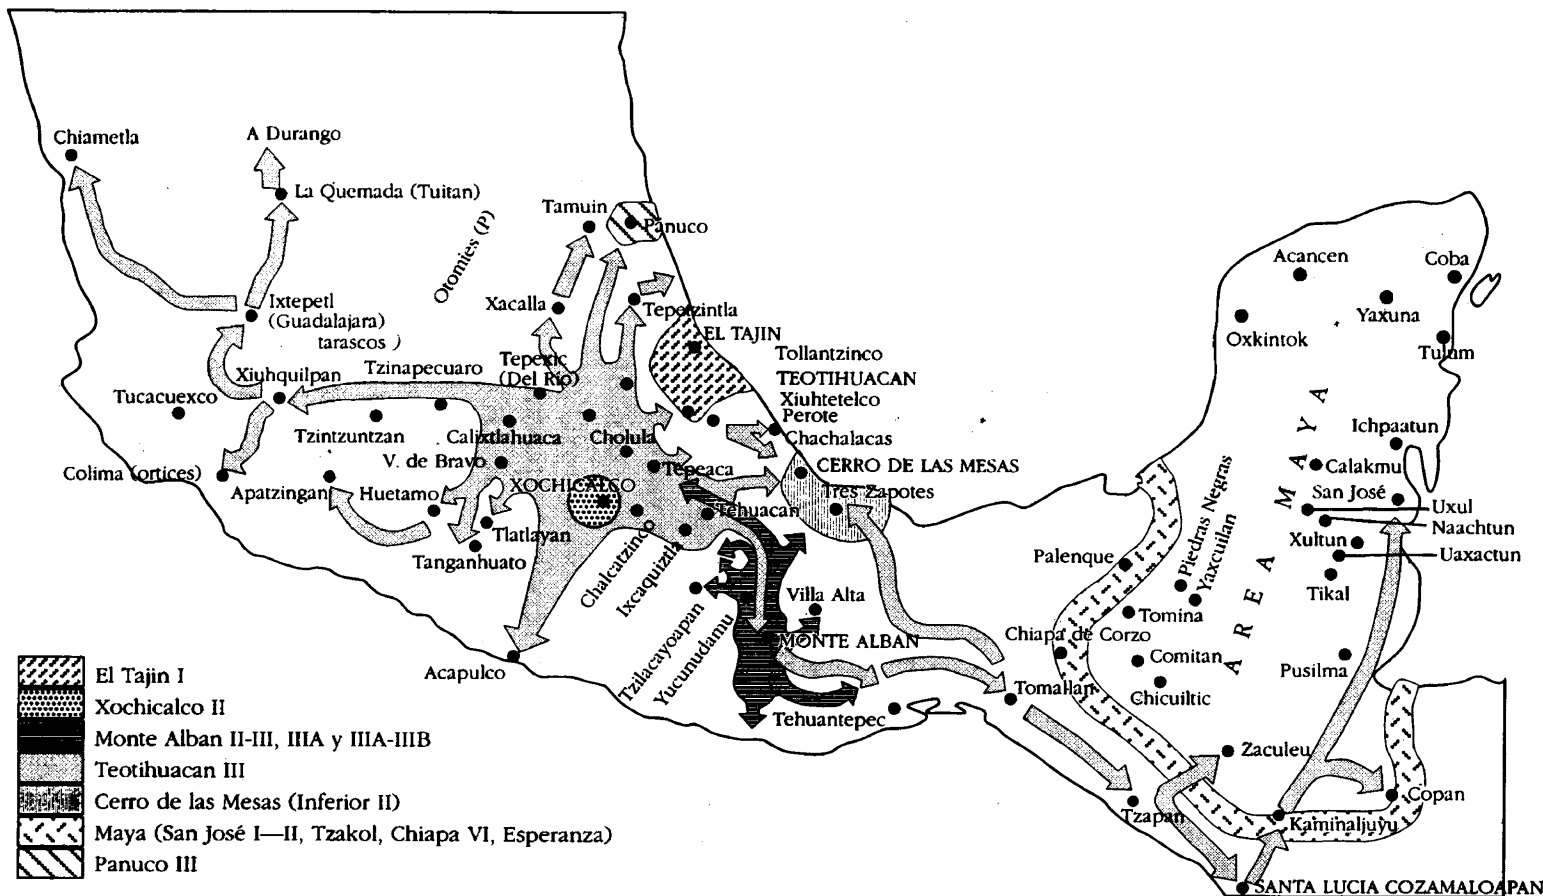 Chiametla
A Durango
La Quemada (Tuitan)
Otomies (P)
Tamuin
Panuco
Xacalla
Tepetzintla
Ixtepetl
(Guadalajara)
tarascos )
EL TAJIN
Tollantzinco
TEOTIHUACAN
Xiuhtetelco
Perote
Chachalacas
Tepexic
(Del Río)
Tzinapecuaro
Xiuhquilpan
Tucacuexco
Tzintzuntzan
Calixtlahuaca
Cholula
V. de Bravo
Tepeaca
CERRO DE LAS MESAS
Tres Zapotes
Colima (ortices)
Apatzingan
Huetamo
XOCHICALCO
Tehuacan
Tlatlayan
Tanganhuato
Chalcatzinc
Ixcaquiztla
Tzilacayoapan
Yucunudamu
Villa Alta
MONTE ALBAN
Acapulco
Tehuantepec
Tomallan
Chiapa de Corzo
Palenque
Piedras Negras
Yaxcuilan
Tomina
Comitan
Chicuiltic
AREA MAYA
Acancen
Coba
Yaxuna
Oxkintok
Tulum
Ichpaatun
Calakmu
San José
Uxul
Naachtun
Xultun
Uaxactun
Tikal
Pusilma
Zaculeu
Tzapan
Kaminaljuyu
Copan
SANTA LUCIA COZAMALOAPAN
El Tajin I
Xochicalco II
Monte Alban II-III, IIIA y IIIA-IIIB
Teotihuacan III
Cerro de las Mesas (Inferior II)
Maya (San José I—II, Tzakol, Chiapa VI, Esperanza)
Panuco III